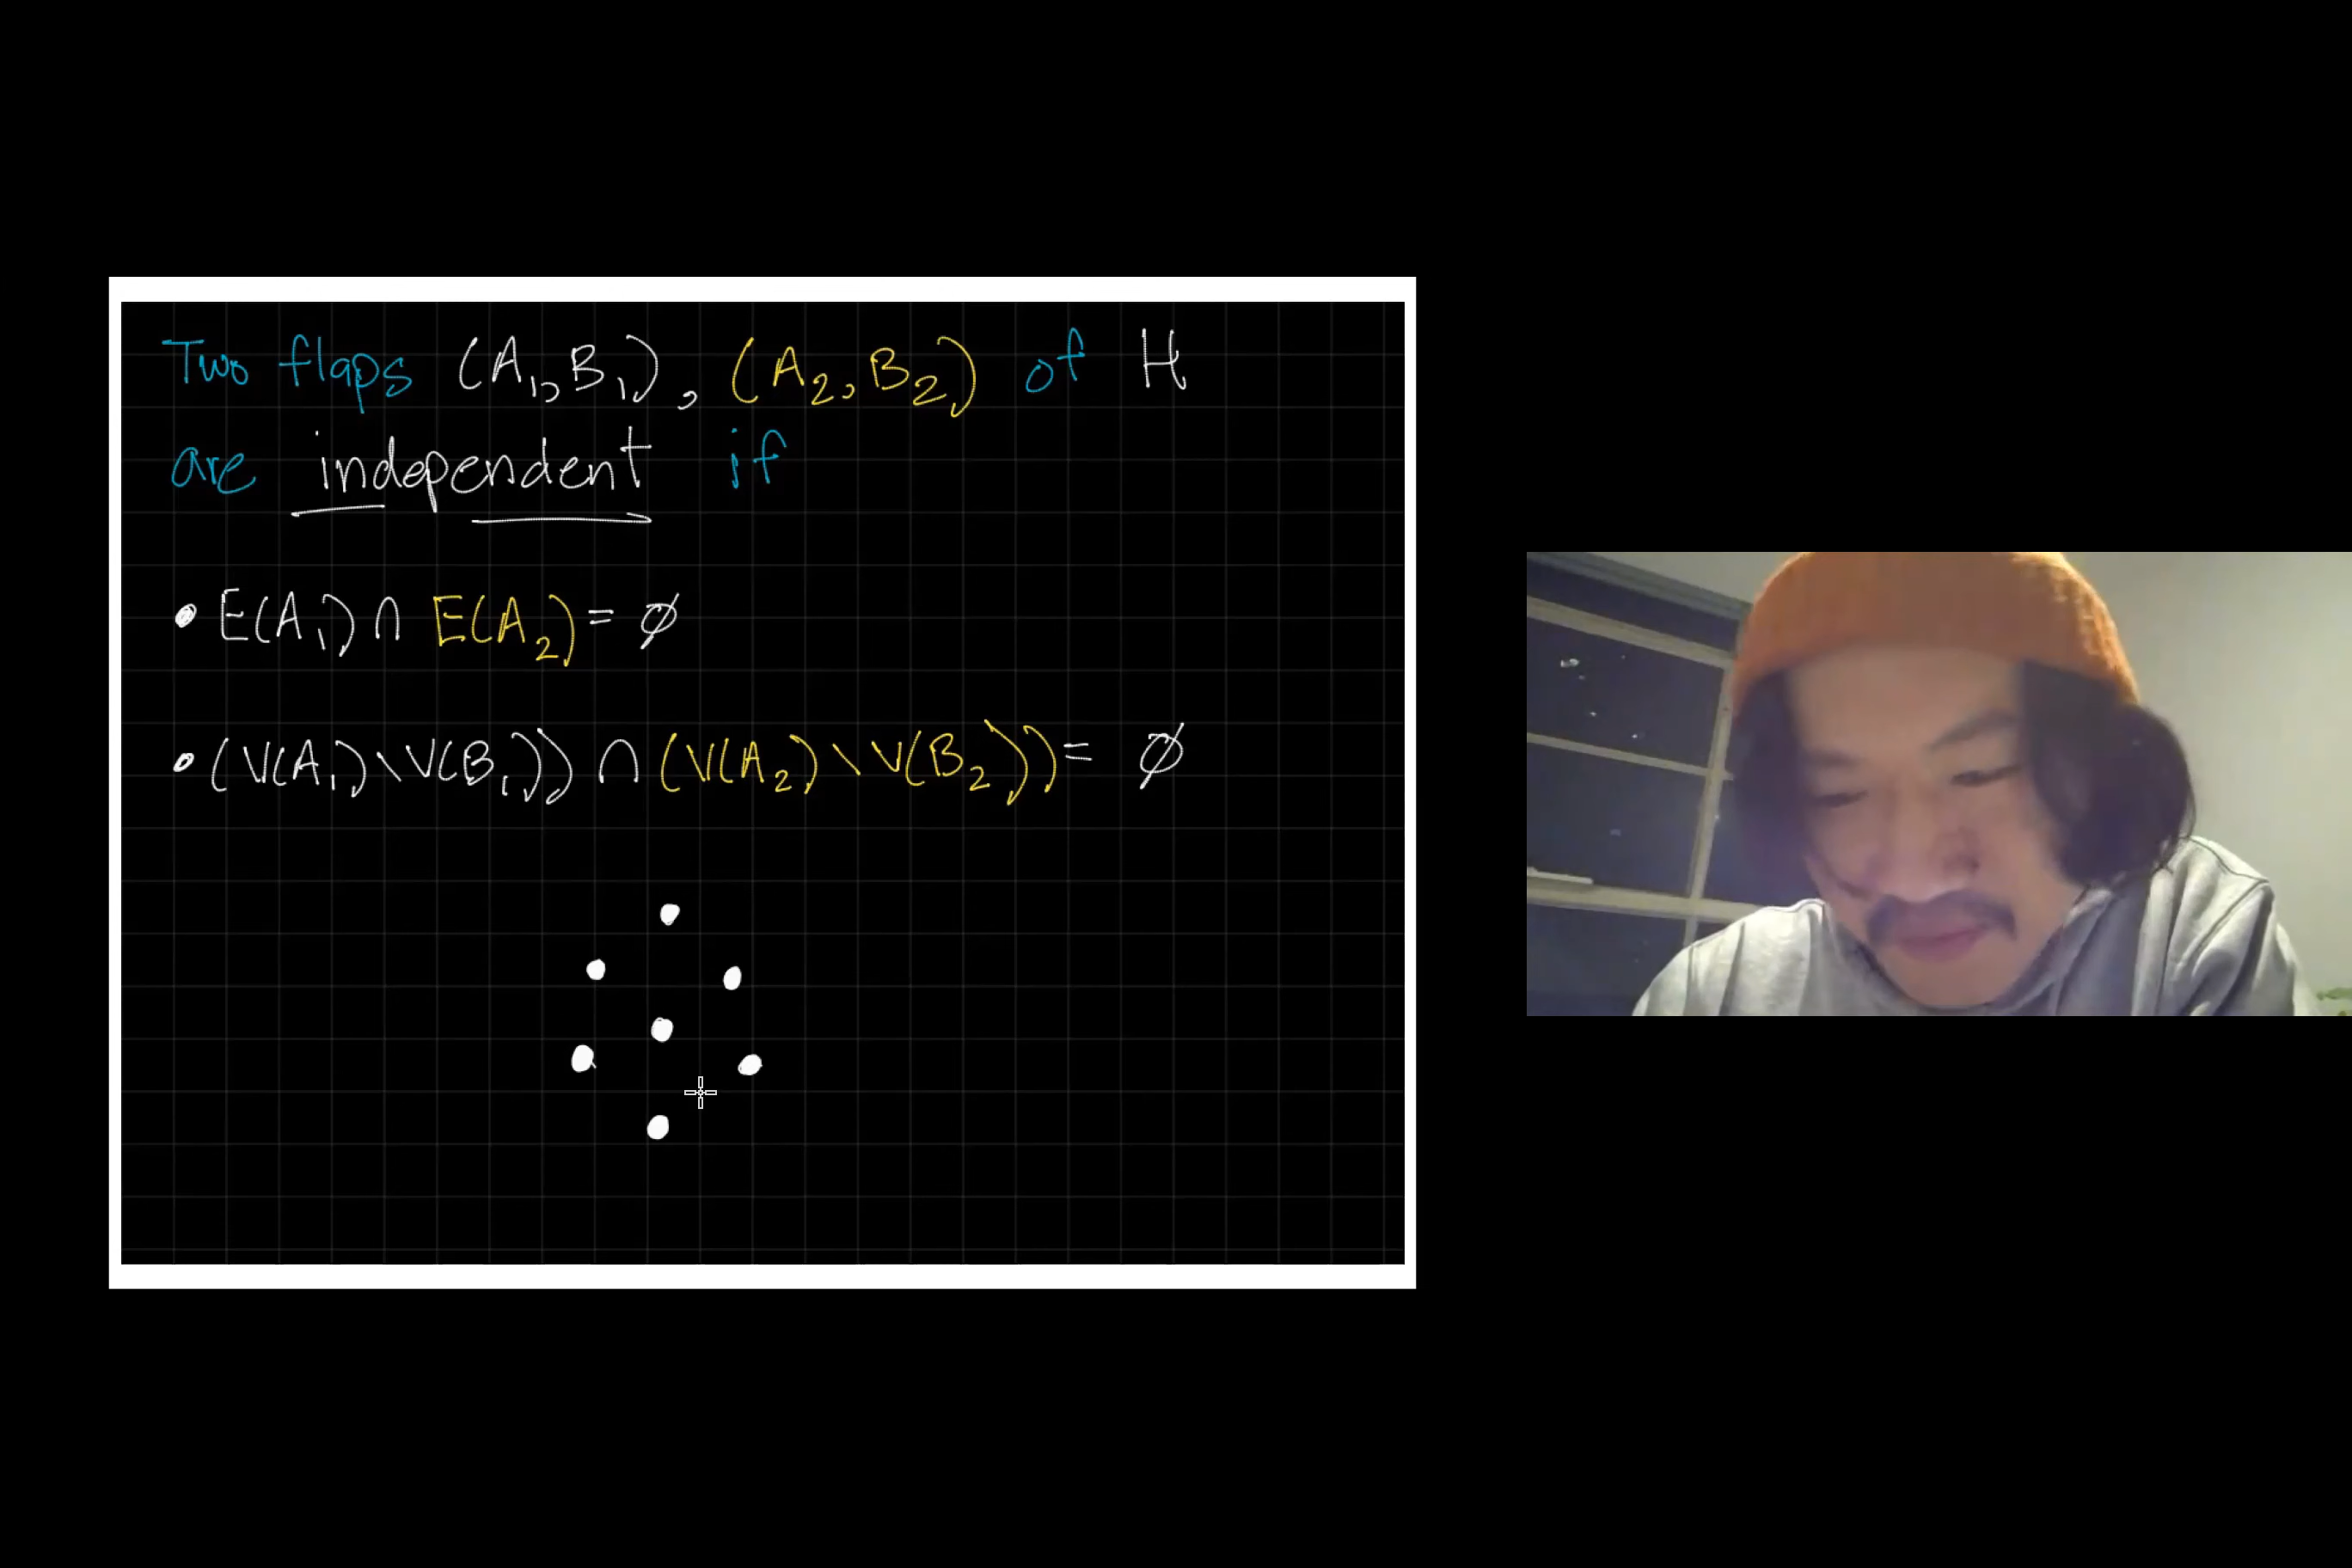 Two flaps (A₁, B₁), (A₂, B₂) of H
are independent if
• E(A₁) ∩ E(A₂) = ∅
• (V(A₁) \ V(B₁)) ∩ (V(A₂) \ V(B₂)) = ∅